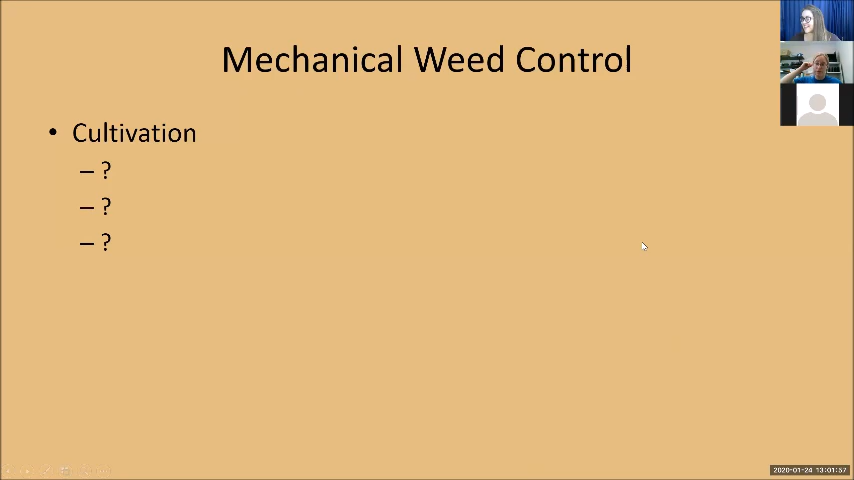 Mechanical Weed Control
• Cultivation
– ?
– ?
– ?
2020-01-24 13:01:57